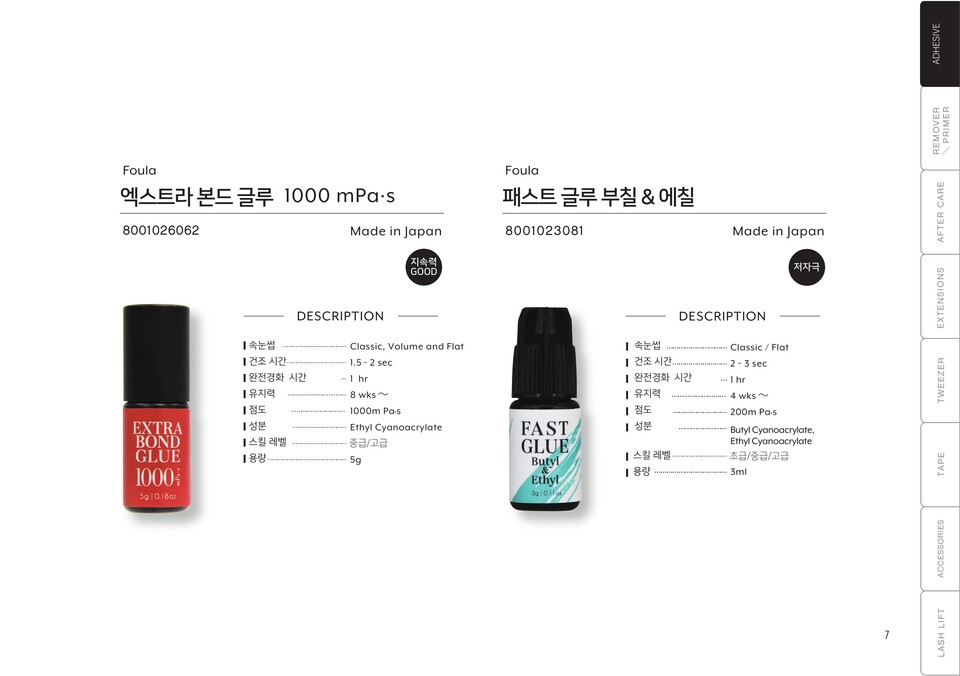 Foula
엑스트라 본드 글루 1000 mPa·s
8001026062 Made in Japan
지속력
GOOD
DESCRIPTION
속눈썹 Classic, Volume and Flat
건조 시간 1.5 - 2 sec
완전경화 시간 1 hr
유지력 8 wks ~
점도 1000m Pa·s
성분 Ethyl Cyanoacrylate
스킬 레벨 중급/고급
용량 5g
EXTRA
BOND
GLUE
1000 mPa·s
5g | 0.18oz.
Foula
패스트 글루 부칠 & 에칠
8001023081 Made in Japan
저자극
DESCRIPTION
속눈썹 Classic / Flat
건조 시간 2 - 3 sec
완전경화 시간 1 hr
유지력 4 wks ~
점도 200m Pa·s
성분 Butyl Cyanoacrylate,
Ethyl Cyanoacrylate
스킬 레벨 초급/중급/고급
용량 3ml
FAST
GLUE
Butyl
&
Ethyl
3g | 0.11oz.
ADHESIVE
REMOVER
/ PRIMER
AFTER CARE
EXTENSIONS
TWEEZER
TAPE
ACCESSORIES
LASH LIFT
7